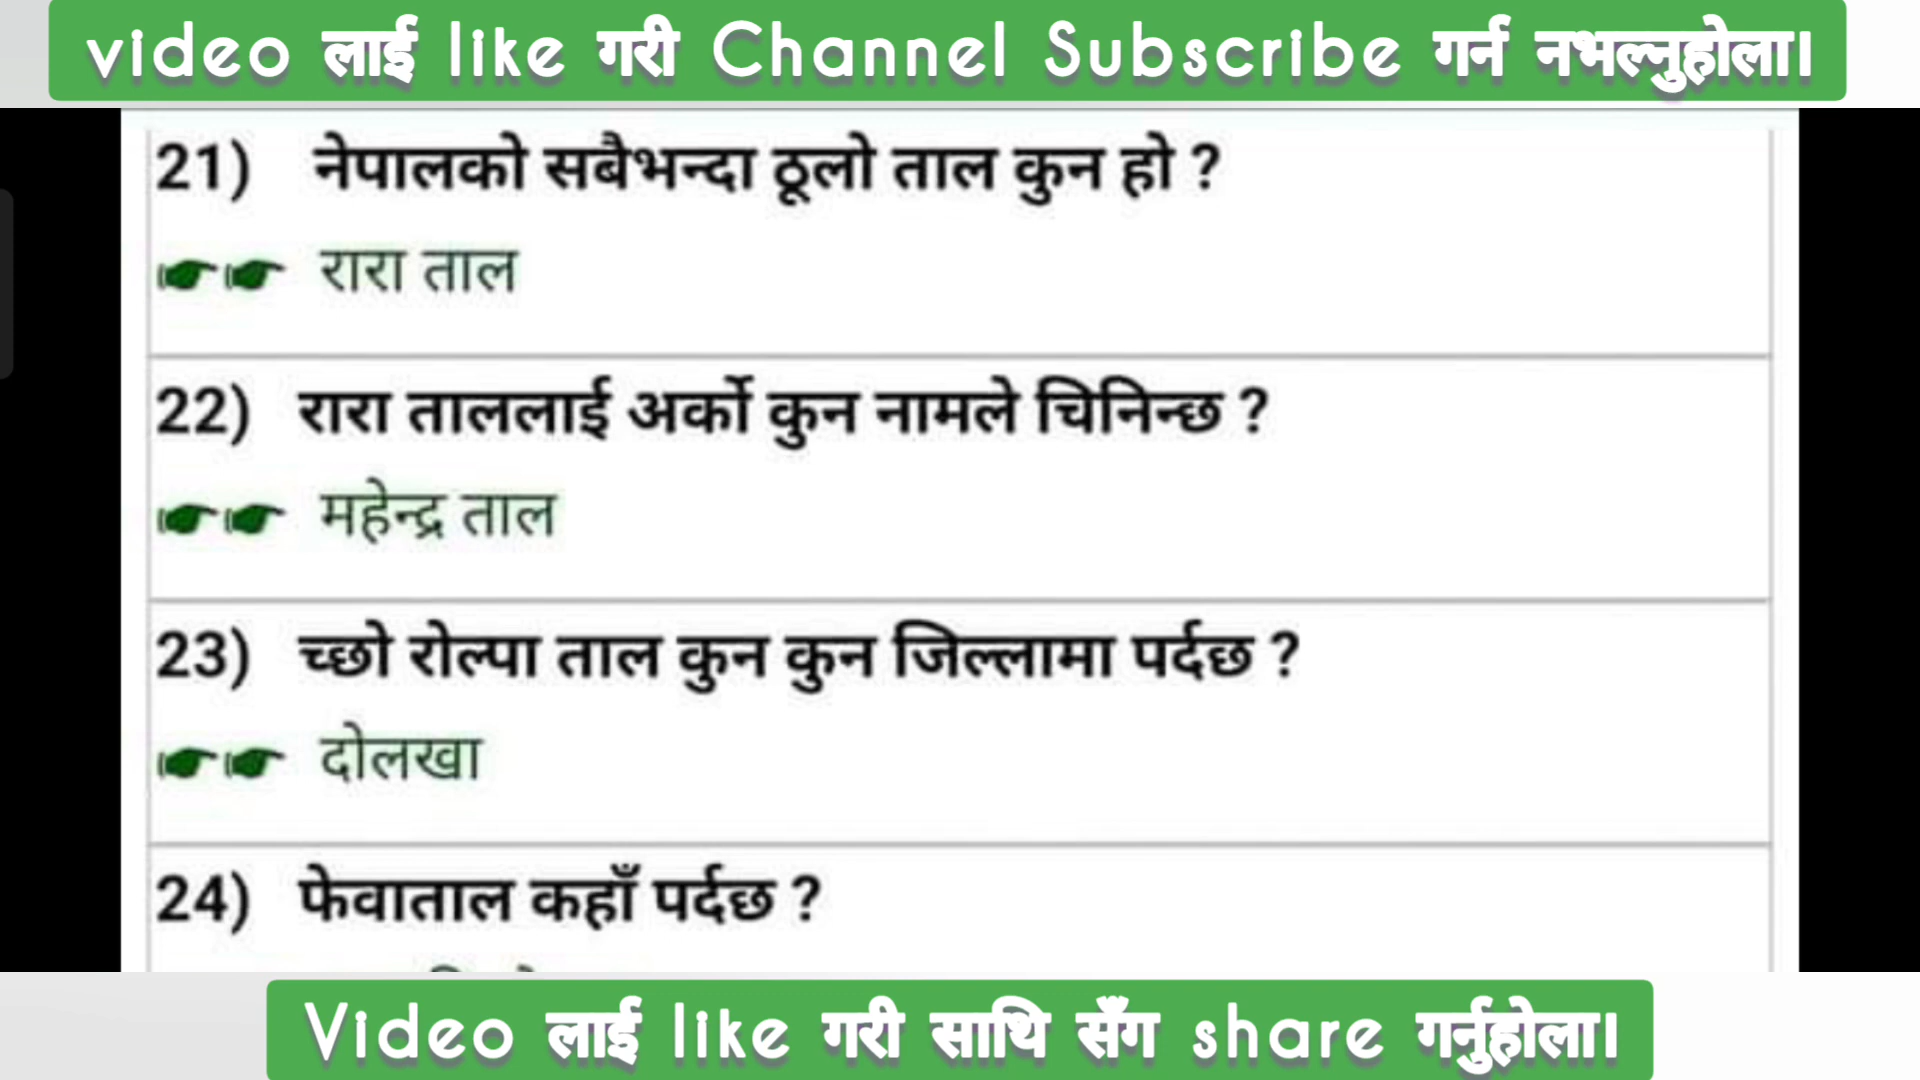 video लाई like गरी Channel Subscribe गर्न नभल्नुहोला।
21) नेपालको सबैभन्दा ठूलो ताल कुन हो ?
रारा ताल
22) रारा ताललाई अर्को कुन नामले चिनिन्छ ?
महेन्द्र ताल
23) च्छो रोल्पा ताल कुन कुन जिल्लामा पर्दछ ?
दोलखा
24) फेवाताल कहाँ पर्दछ ?
Video लाई like गरी साथि सँग share गर्नुहोला।